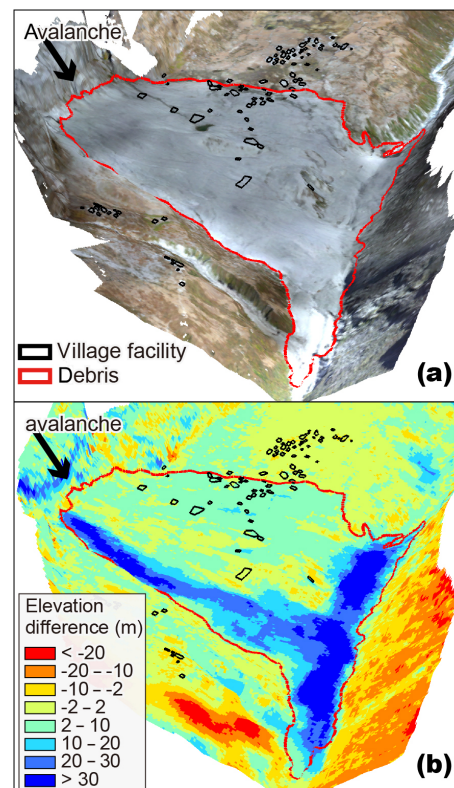 Avalanche
Village facility
Debris
(a)
avalanche
Elevation
difference (m)
< -20
-20 – -10
-10 – -2
-2 – 2
2 – 10
10 – 20
20 – 30
> 30
(b)